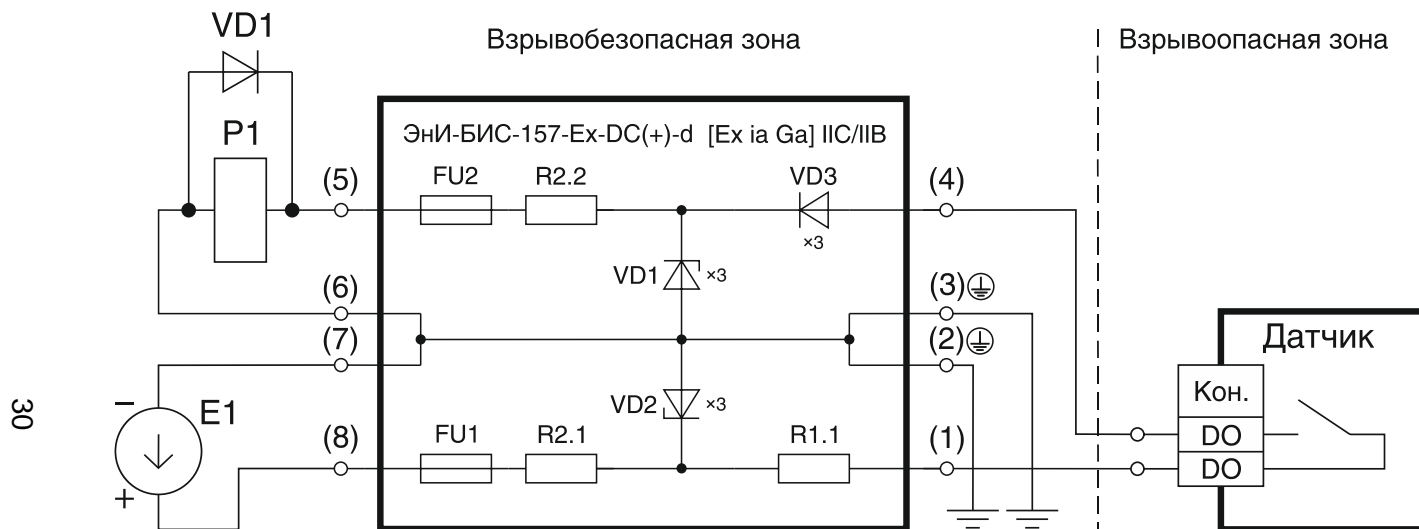 VD1
Взрывобезопасная зона
Взрывоопасная зона
P1
ЭнИ-БИС-157-Ex-DC(+)-d [Ex ia Ga] IIC/IIB
(5)
FU2
R2.2
VD3
×3
(4)
VD1
×3
(6)
(3)
(7)
(2)
Датчик
Кон.
DO
DO
VD2
×3
30
−
E1
+
(8)
FU1
R2.1
R1.1
(1)